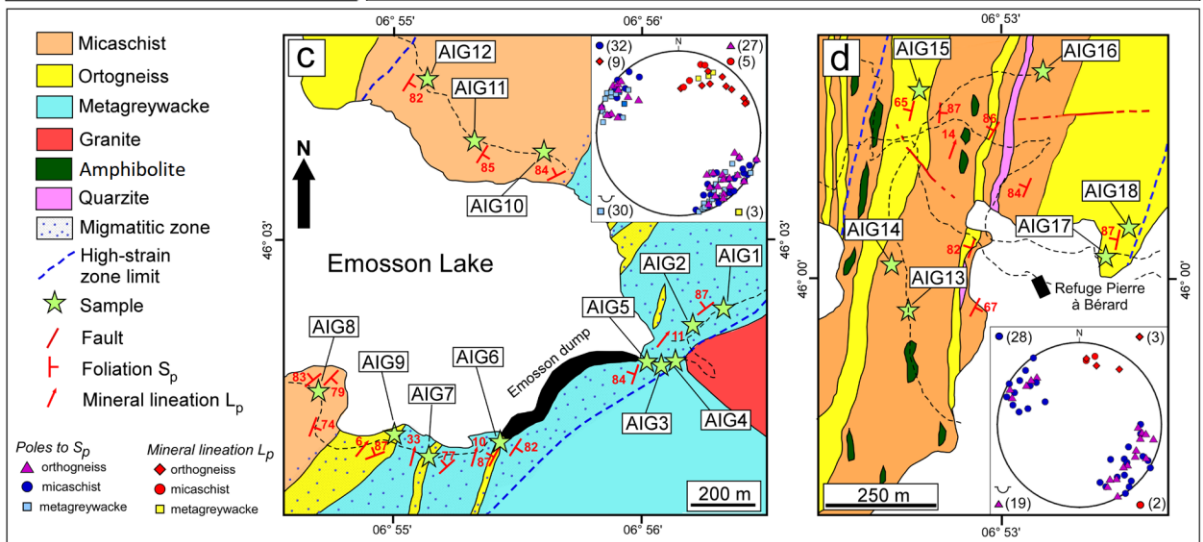 Micaschist
Ortogneiss
Metagreywacke
Granite
Amphibolite
Quarzite
Migmatitic zone
High-strain
zone limit
Sample
Fault
Foliation Sp
Mineral lineation Lp
Poles to Sp
orthogneiss
micaschist
metagreywacke
Mineral lineation Lp
orthogneiss
micaschist
metagreywacke
06° 55'
06° 56'
c
N
AIG12
82
AIG11
85
84
AIG10
N
(32)
(27)
(9)
(5)
(30)
(3)
46° 03'
46° 03'
Emosson Lake
AIG2
AIG1
87
AIG5
11
84
AIG3
AIG4
Emosson dump
AIG8
83
79
74
AIG9
AIG7
AIG6
6
87
33
77
10
87
82
200 m
06° 55'
06° 56'
06° 53'
d
AIG15
AIG16
65
87
14
86
84
AIG18
AIG17
87
AIG14
82
AIG13
67
46° 00'
46° 00'
Refuge Pierre
à Bérard
N
(28)
(3)
(19)
(2)
250 m
06° 53'